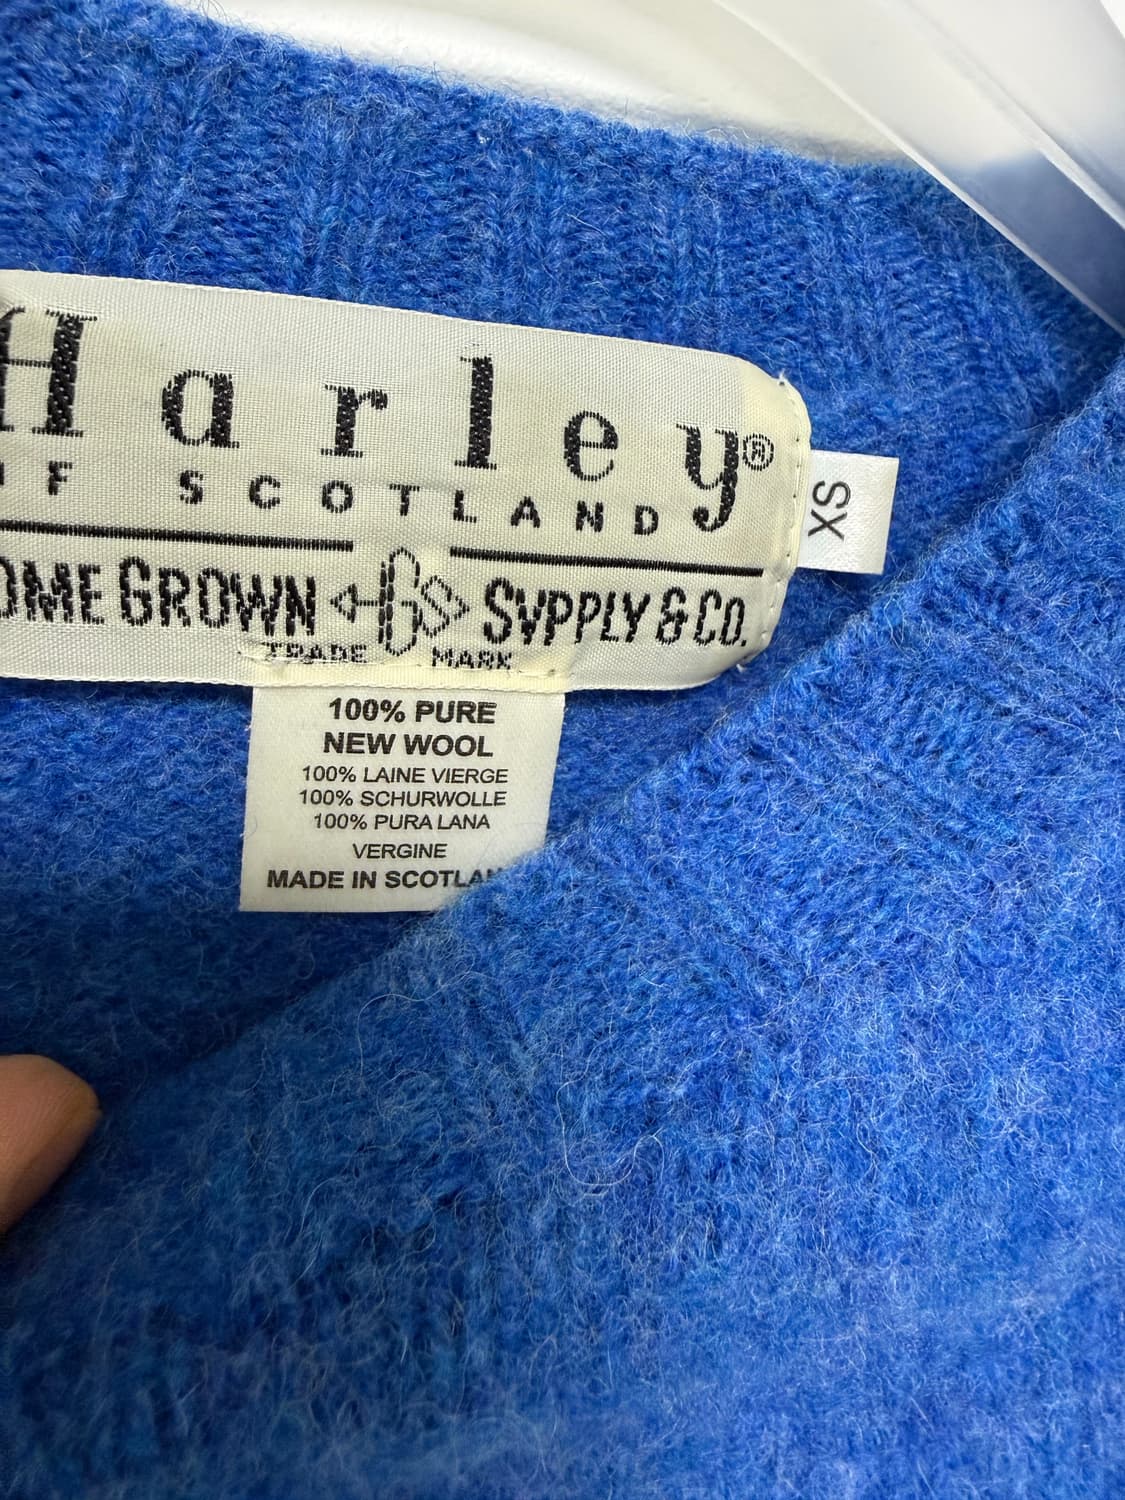 Harley®
OF SCOTLAND
OME GROWN SVPPLY & CO.
TRADE MARK
XS
100% PURE
NEW WOOL
100% LAINE VIERGE
100% SCHURWOLLE
100% PURA LANA
VERGINE
MADE IN SCOTLAN